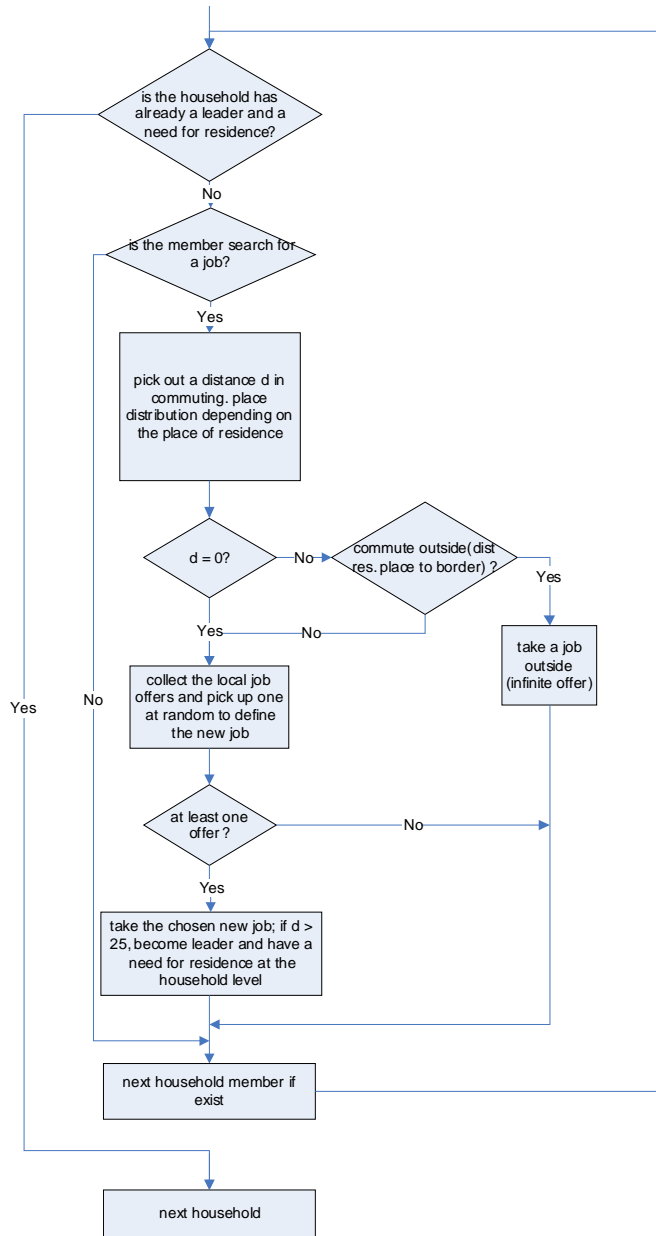 is the household has
already a leader and a
need for residence?
No
is the member search for
a job?
Yes
pick out a distance d in
commuting. place
distribution depending on
the place of residence
d = 0?
No
commute outside(dist
res. place to border) ?
Yes
Yes
No
take a job
outside
(infinite offer)
collect the local job
offers and pick up one
at random to define
the new job
Yes
No
at least one
offer ?
No
Yes
take the chosen new job; if d >
25, become leader and have a
need for residence at the
household level
next household member if
exist
next household